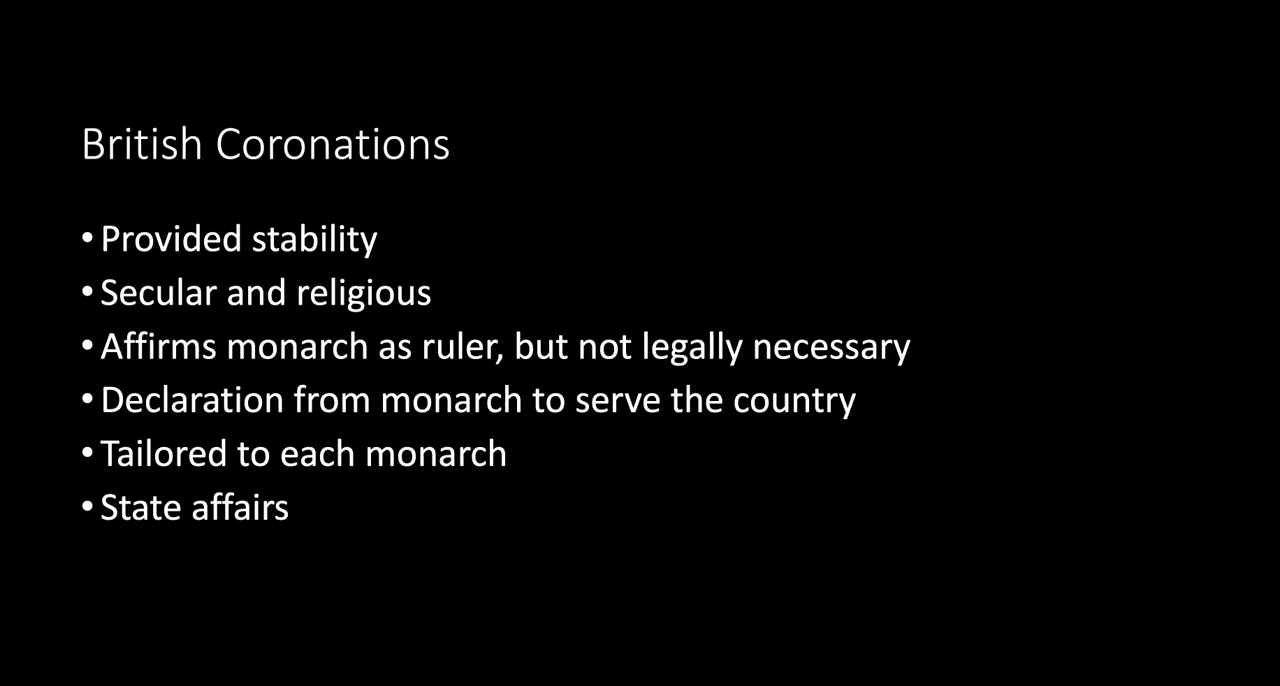 British Coronations
• Provided stability
• Secular and religious
• Affirms monarch as ruler, but not legally necessary
• Declaration from monarch to serve the country
• Tailored to each monarch
• State affairs